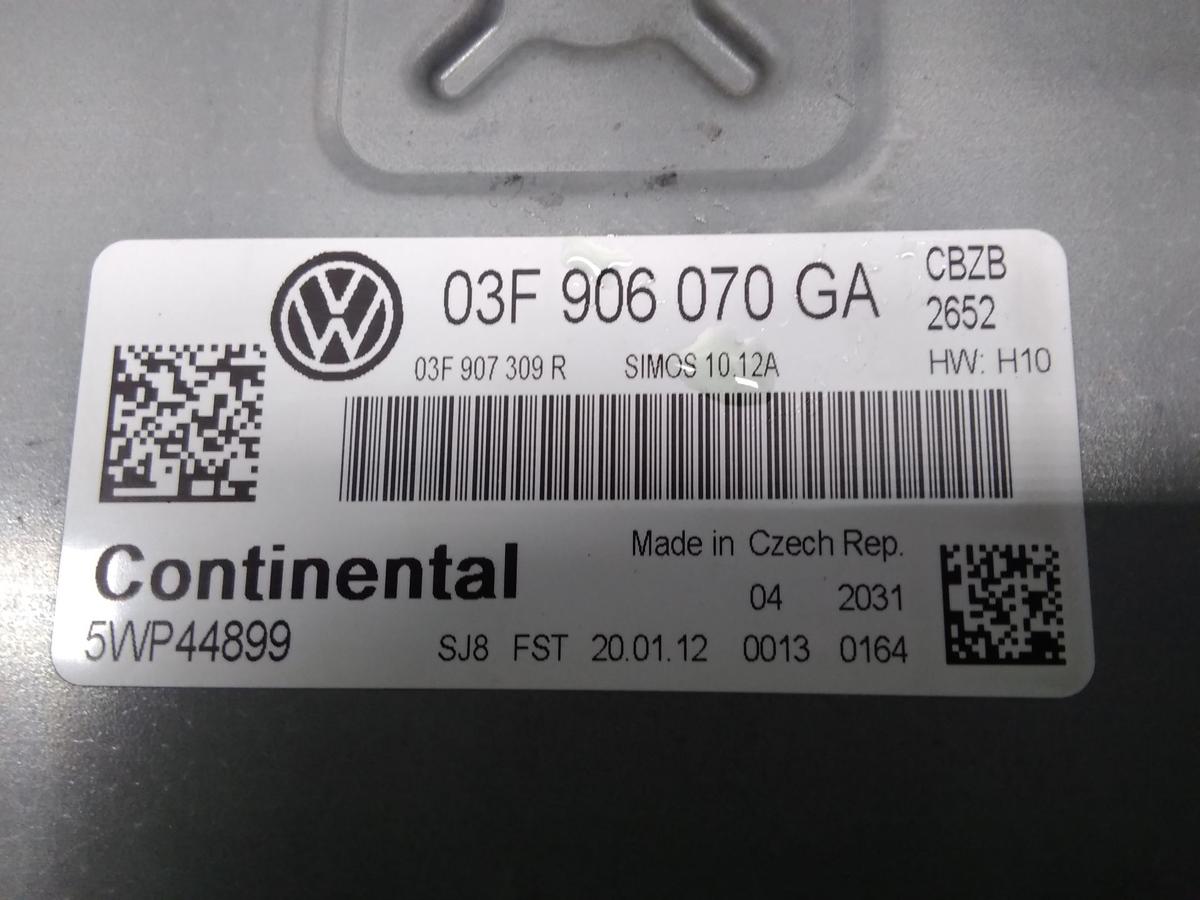 03F 906 070 GA
CBZB
2652
03F 907 309 R SIMOS 10.12A HW: H10
Continental
Made in Czech Rep.
04 2031
5WP44899
SJ8 FST 20.01.12 0013 0164